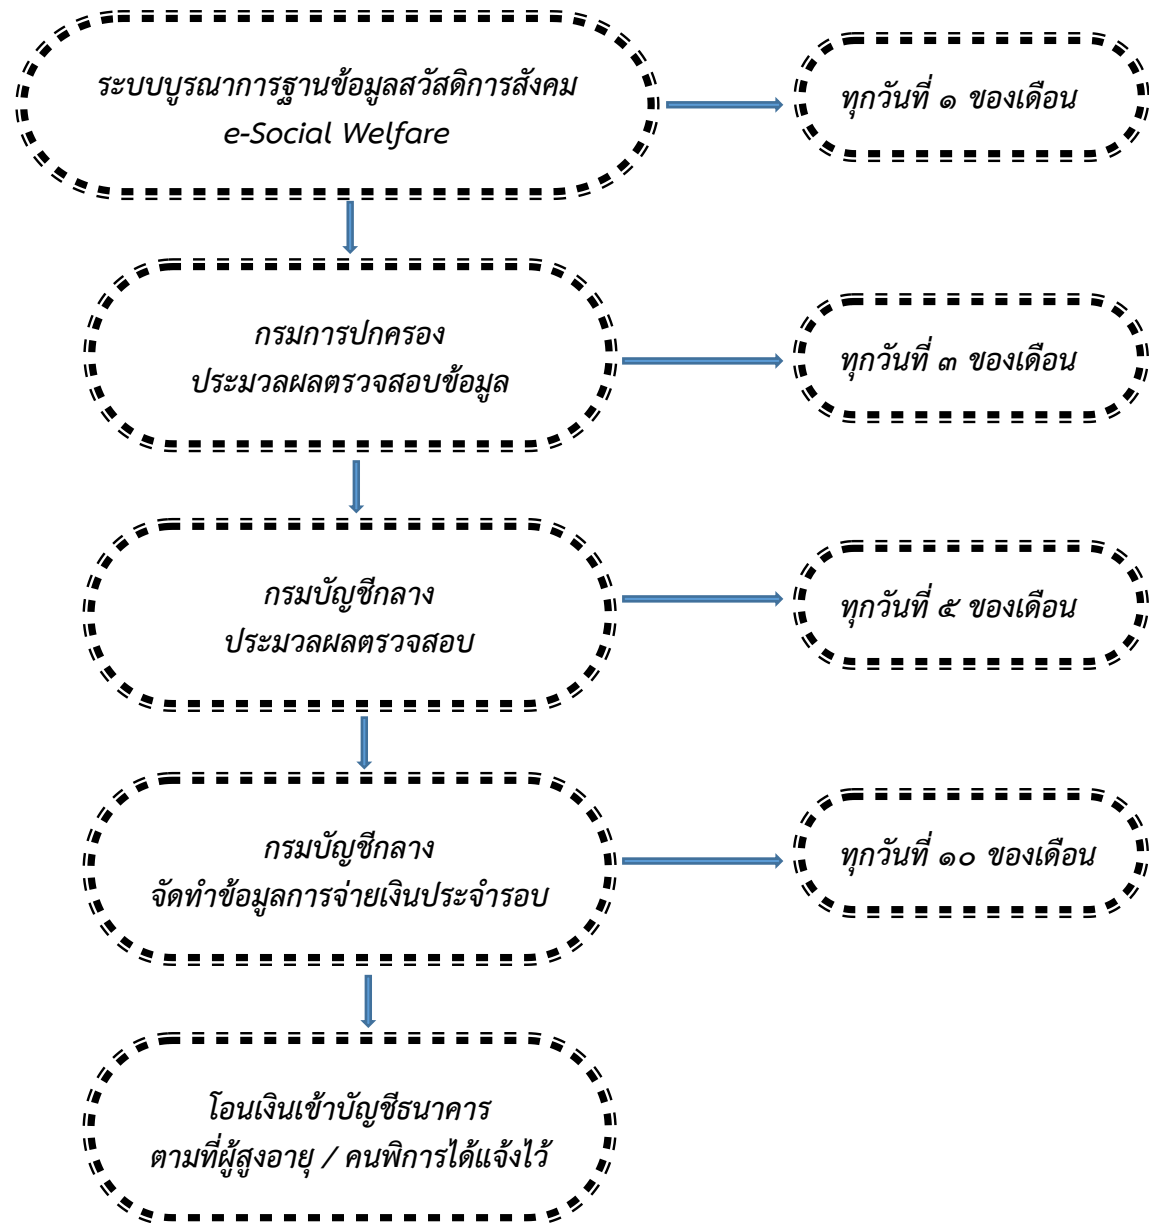 ระบบบูรณาการฐานข้อมูลสวัสดิการสังคม
e-Social Welfare
ทุกวันที่ ๑ ของเดือน
กรมการปกครอง
ประมวลผลตรวจสอบข้อมูล
ทุกวันที่ ๓ ของเดือน
กรมบัญชีกลาง
ประมวลผลตรวจสอบ
ทุกวันที่ ๕ ของเดือน
กรมบัญชีกลาง
จัดทำข้อมูลการจ่ายเงินประจำรอบ
ทุกวันที่ ๑๐ ของเดือน
โอนเงินเข้าบัญชีธนาคาร
ตามที่ผู้สูงอายุ / คนพิการได้แจ้งไว้